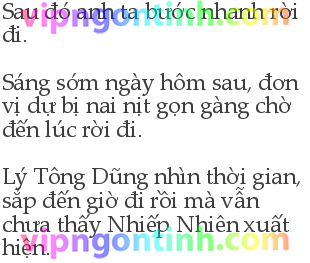 Sau đó anh ta bước nhanh rời
đi.
Sáng sớm ngày hôm sau, đơn
vị dự bị nai nịt gọn gàng chờ
đến lúc rời đi.
Lý Tông Dũng nhìn thời gian,
sắp đến giờ đi rồi mà vẫn
chưa thấy Nhiếp Nhiên xuất
hiện.
vipngontinh.com
vipngontinh.com